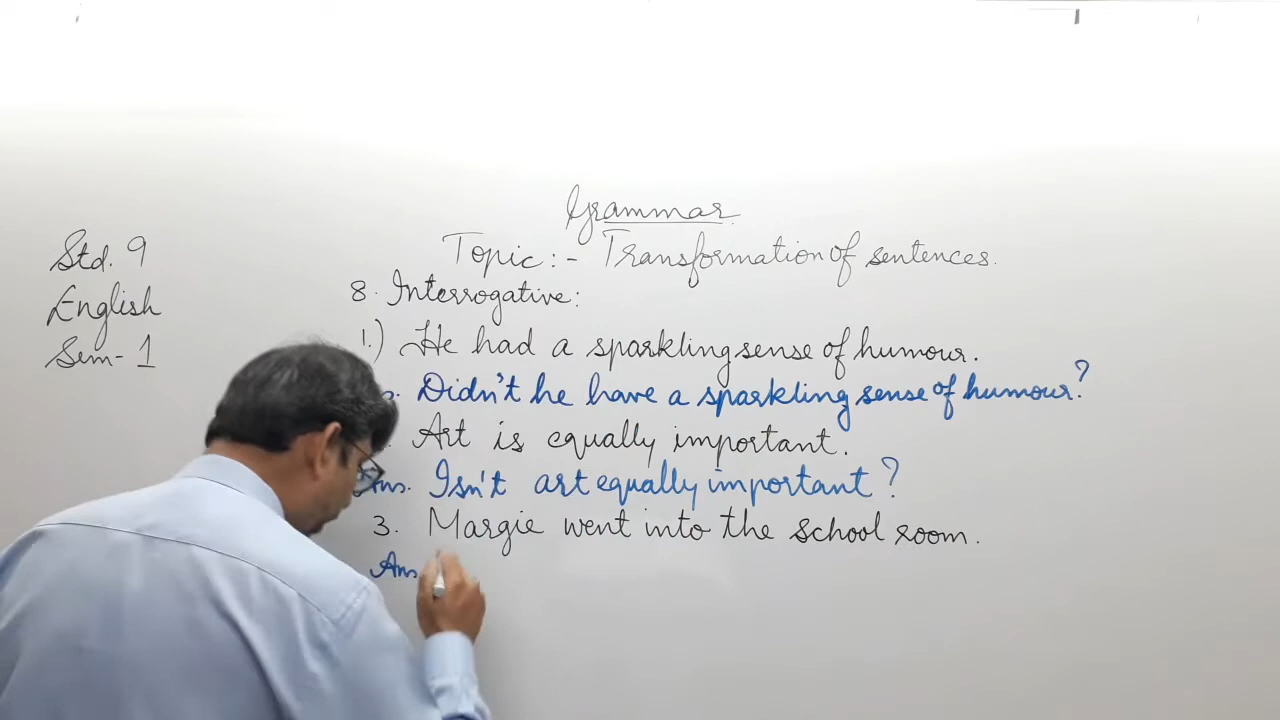 Grammar
Std. 9
English
Sem- 1
Topic:- Transformation of sentences.
8. Interrogative:
1.) He had a sparkling sense of humour.
Didn't he have a sparkling sense of humour?
Art is equally important.
Ans. Isn't art equally important?
3. Margie went into the school room.
Ans